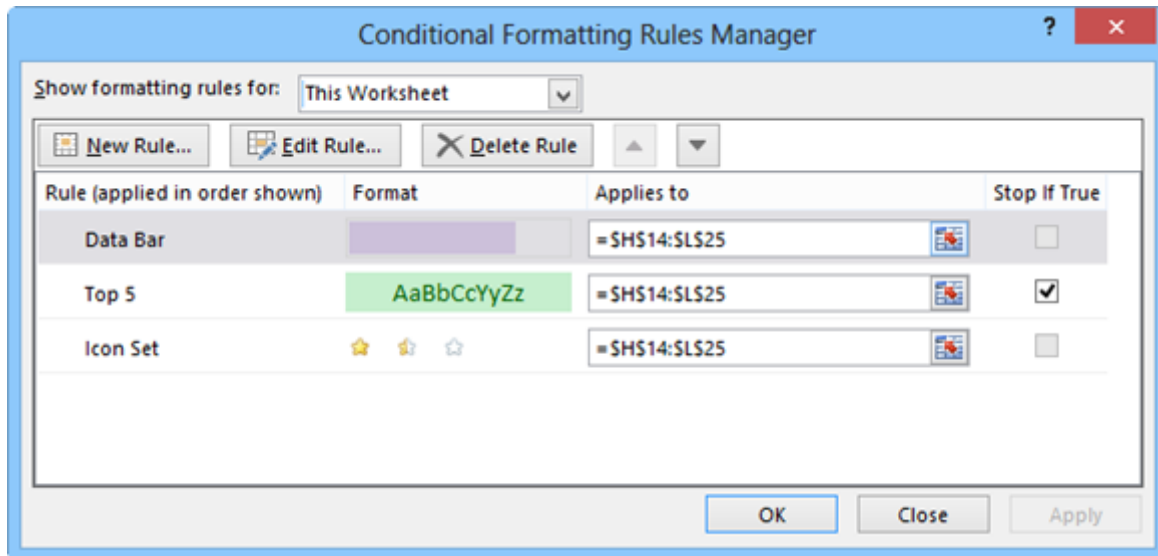 Conditional Formatting Rules Manager ?
Show formatting rules for: This Worksheet
New Rule... Edit Rule... Delete Rule
Rule (applied in order shown) Format Applies to Stop If True
Data Bar =$H$14:$L$25
Top 5 AaBbCcYyZz =$H$14:$L$25
Icon Set =$H$14:$L$25
OK Close Apply